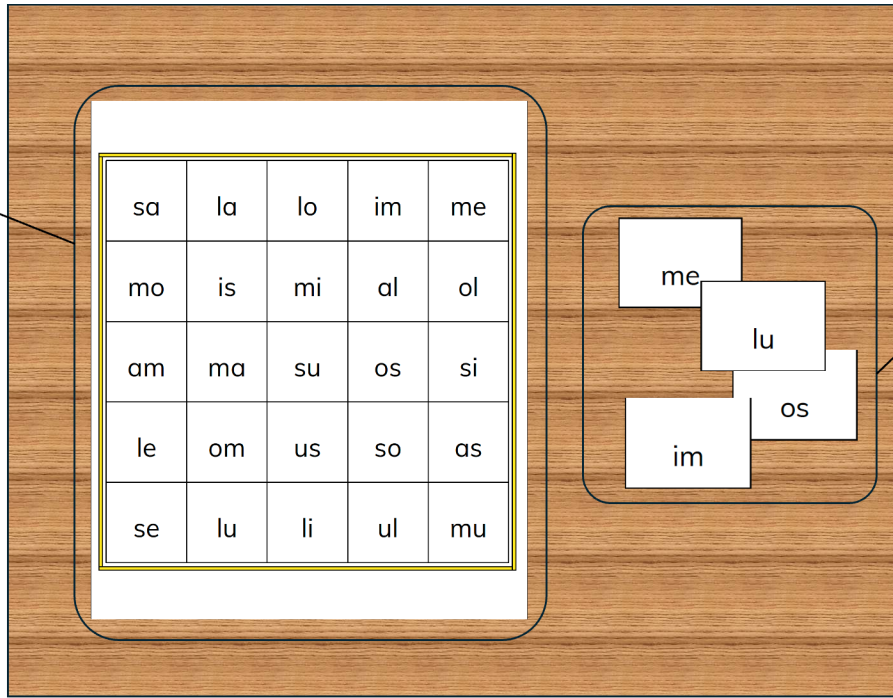 sa la lo im me
mo is mi al ol
am ma su os si
le om us so as
se lu li ul mu
me
lu
os
im